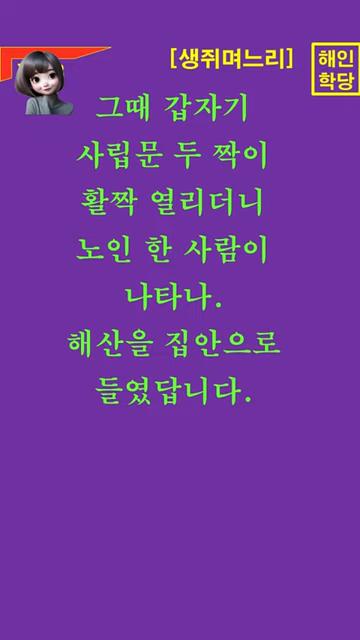 [생쥐며느리]
해인
학당
그때 갑자기
사립문 두 짝이
활짝 열리더니
노인 한 사람이
나타나.
해산을 집안으로
들였답니다.